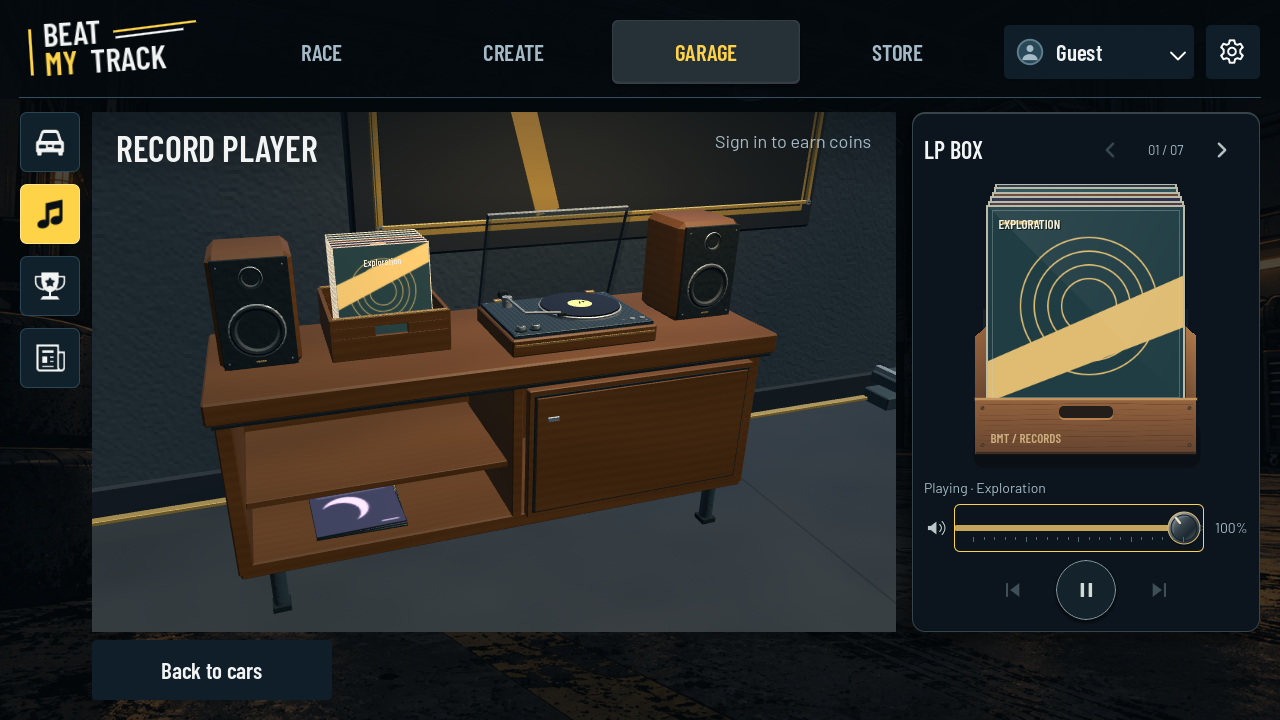 BEAT
MY TRACK
RACE
CREATE
GARAGE
STORE
Guest
RECORD PLAYER
Sign in to earn coins
Exploration
LP BOX
01 / 07
EXPLORATION
BMT / RECORDS
Playing · Exploration
100%
Back to cars